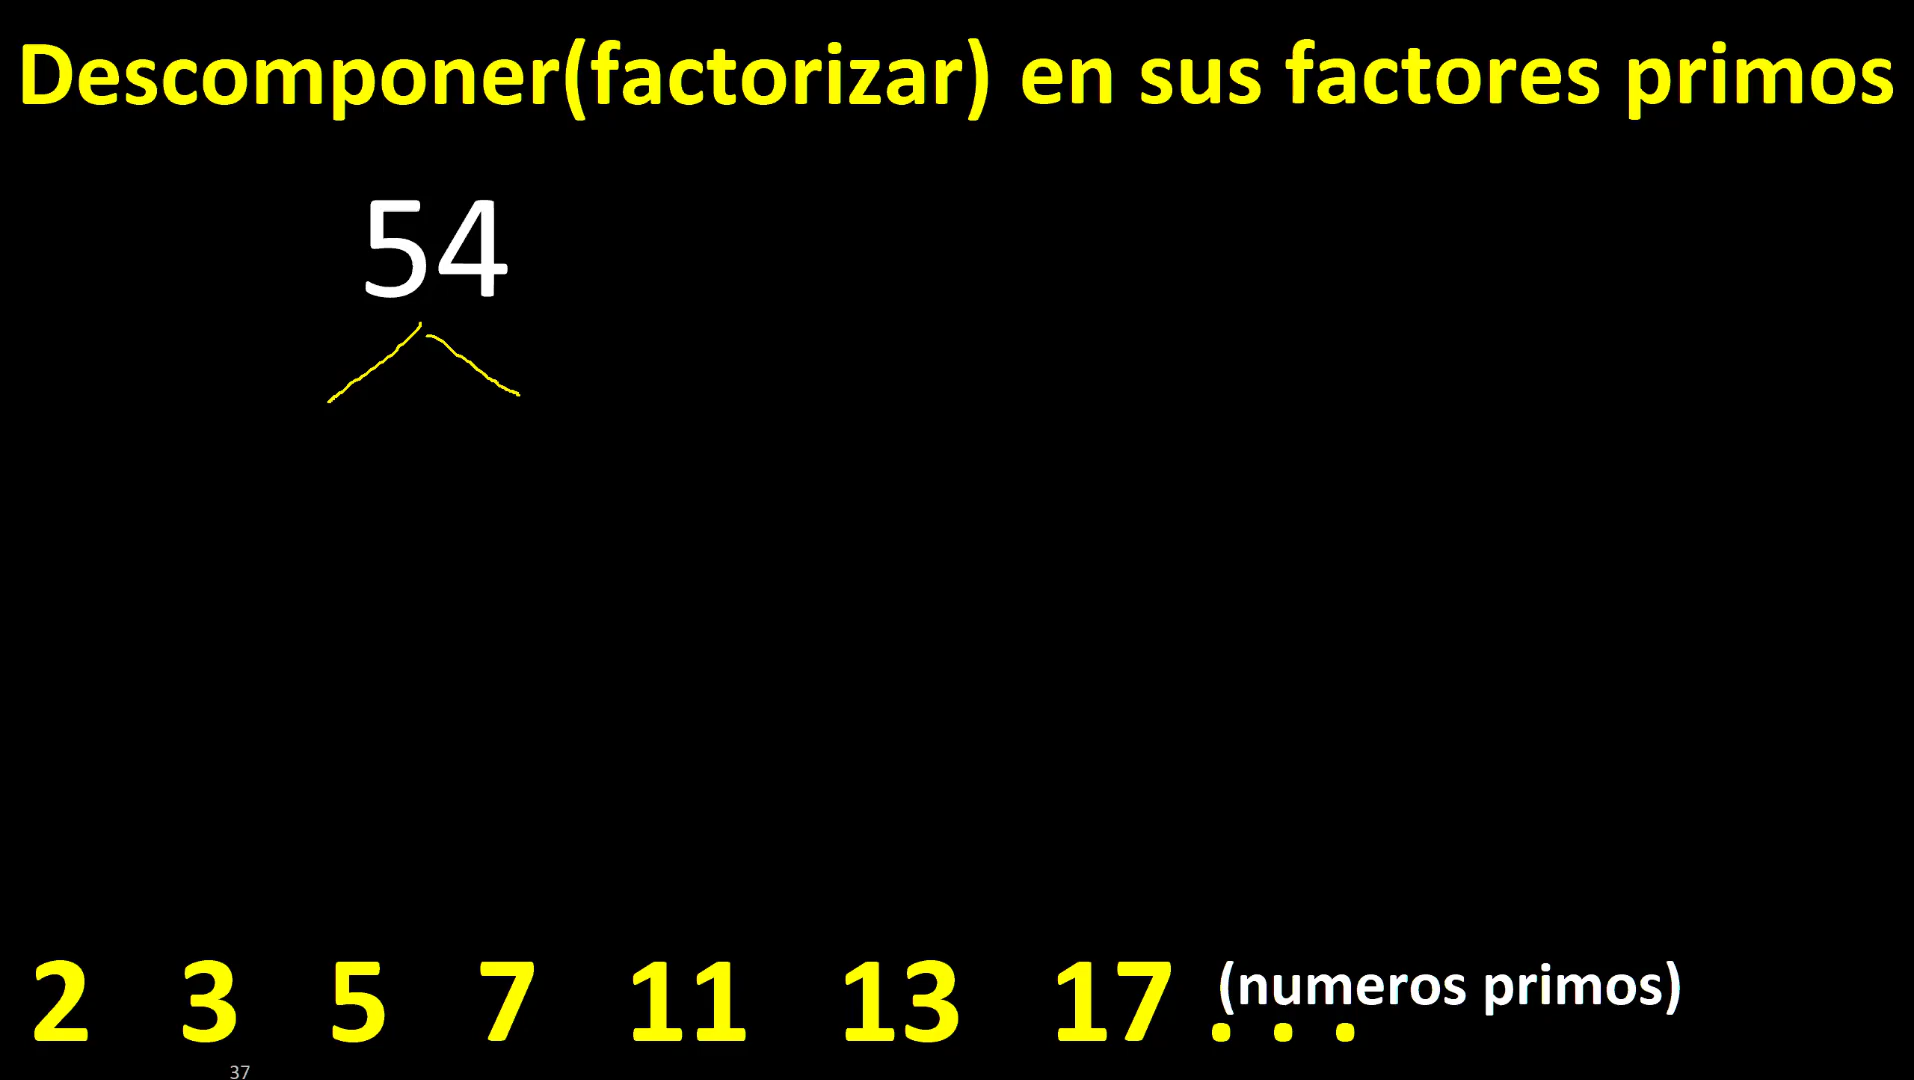 Descomponer(factorizar) en sus factores primos
54
2 3 5 7 11 13 17 . . . (numeros primos)
37